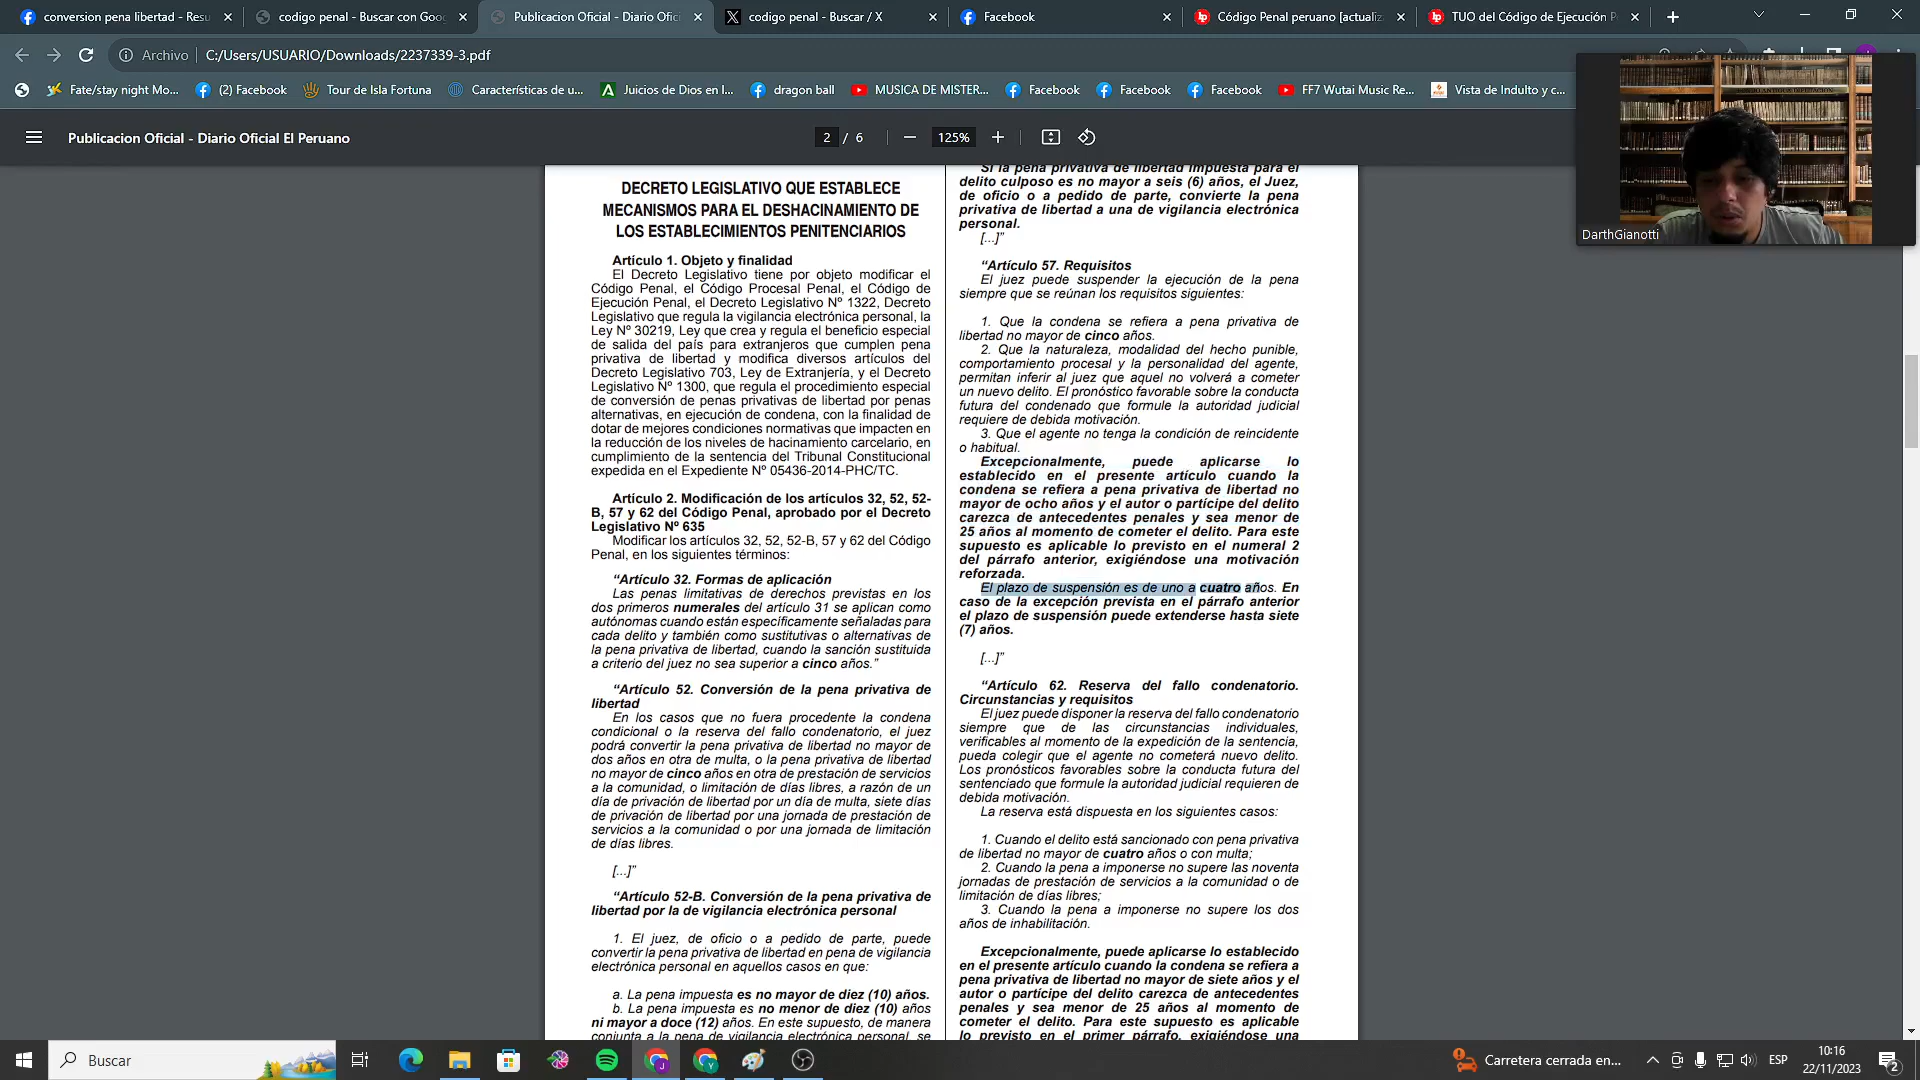 conversion pena libertad - Resu
codigo penal - Buscar con Goo
Publicacion Oficial - Diario Ofici
codigo penal - Buscar / X
Facebook
Código Penal peruano [actualiz
TUO del Código de Ejecución P
Archivo
C:/Users/USUARIO/Downloads/2237339-3.pdf
Fate/stay night Mo...
(2) Facebook
Tour de Isla Fortuna
Características de u...
Juicios de Dios en I...
dragon ball
MUSICA DE MISTER...
Facebook
Facebook
Facebook
FF7 Wutai Music Re...
Vista de Indulto y c...
Publicacion Oficial - Diario Oficial El Peruano
2 / 6
125%
DarthGianotti
DECRETO LEGISLATIVO QUE ESTABLECE
MECANISMOS PARA EL DESHACINAMIENTO DE
LOS ESTABLECIMIENTOS PENITENCIARIOS
Artículo 1. Objeto y finalidad
El Decreto Legislativo tiene por objeto modificar el
Código Penal, el Código Procesal Penal, el Código de
Ejecución Penal, el Decreto Legislativo Nº 1322, Decreto
Legislativo que regula la vigilancia electrónica personal, la
Ley Nº 30219, Ley que crea y regula el beneficio especial
de salida del país para extranjeros que cumplen pena
privativa de libertad y modifica diversos artículos del
Decreto Legislativo 703, Ley de Extranjería, y el Decreto
Legislativo Nº 1300, que regula el procedimiento especial
de conversión de penas privativas de libertad por penas
alternativas, en ejecución de condena, con la finalidad de
dotar de mejores condiciones normativas que impacten en
la reducción de los niveles de hacinamiento carcelario, en
cumplimiento de la sentencia del Tribunal Constitucional
expedida en el Expediente Nº 05436-2014-PHC/TC.
Artículo 2. Modificación de los artículos 32, 52, 52-
B, 57 y 62 del Código Penal, aprobado por el Decreto
Legislativo Nº 635
Modificar los artículos 32, 52, 52-B, 57 y 62 del Código
Penal, en los siguientes términos:
“Artículo 32. Formas de aplicación
Las penas limitativas de derechos previstas en los
dos primeros numerales del artículo 31 se aplican como
autónomas cuando están específicamente señaladas para
cada delito y también como sustitutivas o alternativas de
la pena privativa de libertad, cuando la sanción sustituida
a criterio del juez no sea superior a cinco años.”
“Artículo 52. Conversión de la pena privativa de
libertad
En los casos que no fuera procedente la condena
condicional o la reserva del fallo condenatorio, el juez
podrá convertir la pena privativa de libertad no mayor de
dos años en otra de multa, o la pena privativa de libertad
no mayor de cinco años en otra de prestación de servicios
a la comunidad, o limitación de días libres, a razón de un
día de privación de libertad por un día de multa, siete días
de privación de libertad por una jornada de prestación de
servicios a la comunidad o por una jornada de limitación
de días libres.
[...]”
“Artículo 52-B. Conversión de la pena privativa de
libertad por la de vigilancia electrónica personal
1. El juez, de oficio o a pedido de parte, puede
convertir la pena privativa de libertad en pena de vigilancia
electrónica personal en aquellos casos en que:
a. La pena impuesta es no mayor de diez (10) años.
b. La pena impuesta es no menor de diez (10) años
ni mayor a doce (12) años. En este supuesto, de manera
conjunta a la pena de vigilancia electrónica personal, se
Si la pena privativa de libertad impuesta para el
delito culposo es no mayor a seis (6) años, el Juez,
de oficio o a pedido de parte, convierte la pena
privativa de libertad a una de vigilancia electrónica
personal.
[...]”
“Artículo 57. Requisitos
El juez puede suspender la ejecución de la pena
siempre que se reúnan los requisitos siguientes:
1. Que la condena se refiera a pena privativa de
libertad no mayor de cinco años.
2. Que la naturaleza, modalidad del hecho punible,
comportamiento procesal y la personalidad del agente,
permitan inferir al juez que aquel no volverá a cometer
un nuevo delito. El pronóstico favorable sobre la conducta
futura del condenado que formule la autoridad judicial
requiere de debida motivación.
3. Que el agente no tenga la condición de reincidente
o habitual.
Excepcionalmente, puede aplicarse lo
establecido en el presente artículo cuando la
condena se refiera a pena privativa de libertad no
mayor de ocho años y el autor o partícipe del delito
carezca de antecedentes penales y sea menor de
25 años al momento de cometer el delito. Para este
supuesto es aplicable lo previsto en el numeral 2
del párrafo anterior, exigiéndose una motivación
reforzada.
El plazo de suspensión es de uno a cuatro años. En
caso de la excepción prevista en el párrafo anterior
el plazo de suspensión puede extenderse hasta siete
(7) años.
[...]”
“Artículo 62. Reserva del fallo condenatorio.
Circunstancias y requisitos
El juez puede disponer la reserva del fallo condenatorio
siempre que de las circunstancias individuales,
verificables al momento de la expedición de la sentencia,
pueda colegir que el agente no cometerá nuevo delito.
Los pronósticos favorables sobre la conducta futura del
sentenciado que formule la autoridad judicial requieren de
debida motivación.
La reserva está dispuesta en los siguientes casos:
1. Cuando el delito está sancionado con pena privativa
de libertad no mayor de cuatro años o con multa;
2. Cuando la pena a imponerse no supere las noventa
jornadas de prestación de servicios a la comunidad o de
limitación de días libres;
3. Cuando la pena a imponerse no supere los dos
años de inhabilitación.
Excepcionalmente, puede aplicarse lo establecido
en el presente artículo cuando la condena se refiera a
pena privativa de libertad no mayor de siete años y el
autor o partícipe del delito carezca de antecedentes
penales y sea menor de 25 años al momento de
cometer el delito. Para este supuesto es aplicable
lo previsto en el primer párrafo, exigiéndose una
Buscar
Carretera cerrada en...
ESP
10:16
22/11/2023
2